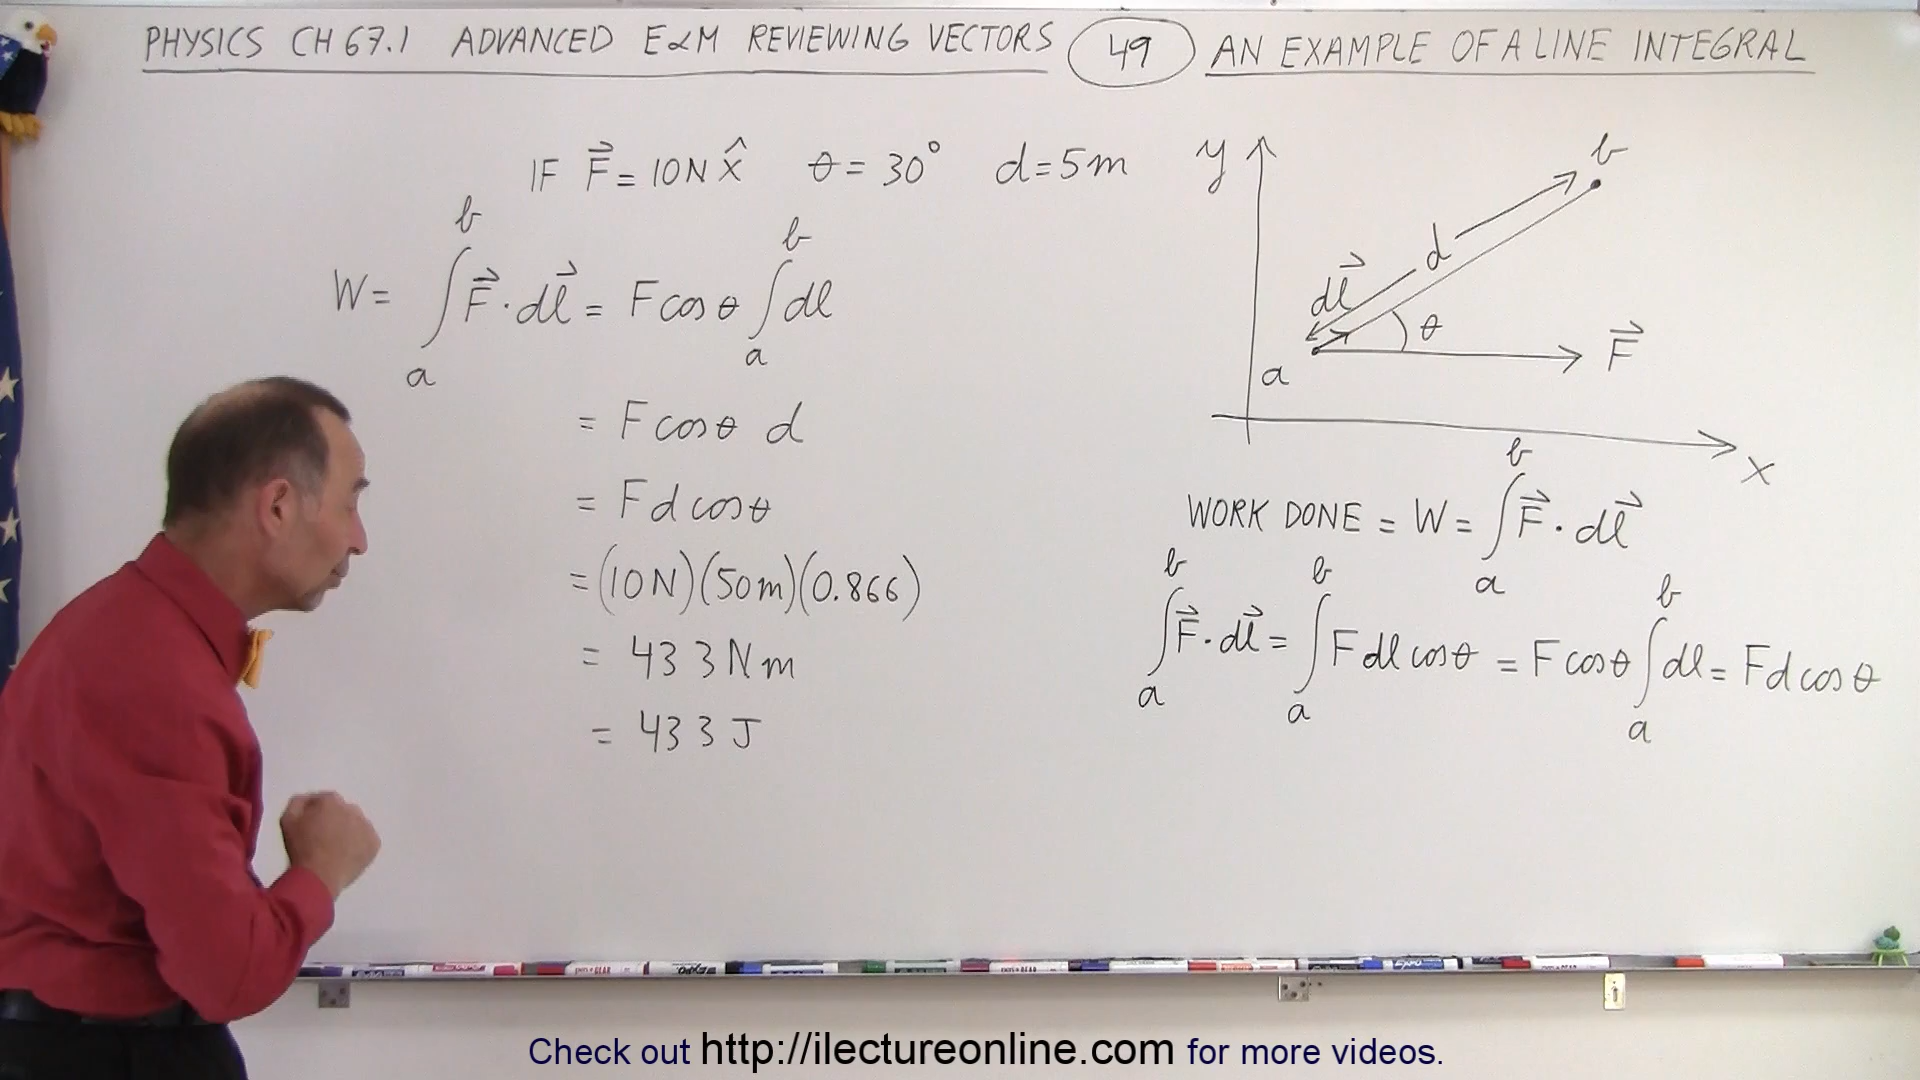 PHYSICS CH 67.1 ADVANCED E&M REVIEWING VECTORS 49 AN EXAMPLE OF A LINE INTEGRAL
IF F⃗ = 10N x̂ θ = 30° d = 5m
W = ∫ₐᵇ F⃗ · dl⃗ = F cos θ ∫ₐᵇ dl
= F cos θ d
= F d cos θ
= (10N)(50m)(0.866)
= 433 Nm
= 433 J
y
b
d
dl⃗
θ
F⃗
a
x
WORK DONE = W = ∫ₐᵇ F⃗ · dl⃗
∫ₐᵇ F⃗ · dl⃗ = ∫ₐᵇ F dl cos θ = F cos θ ∫ₐᵇ dl = F d cos θ
Check out http://ilectureonline.com for more videos.